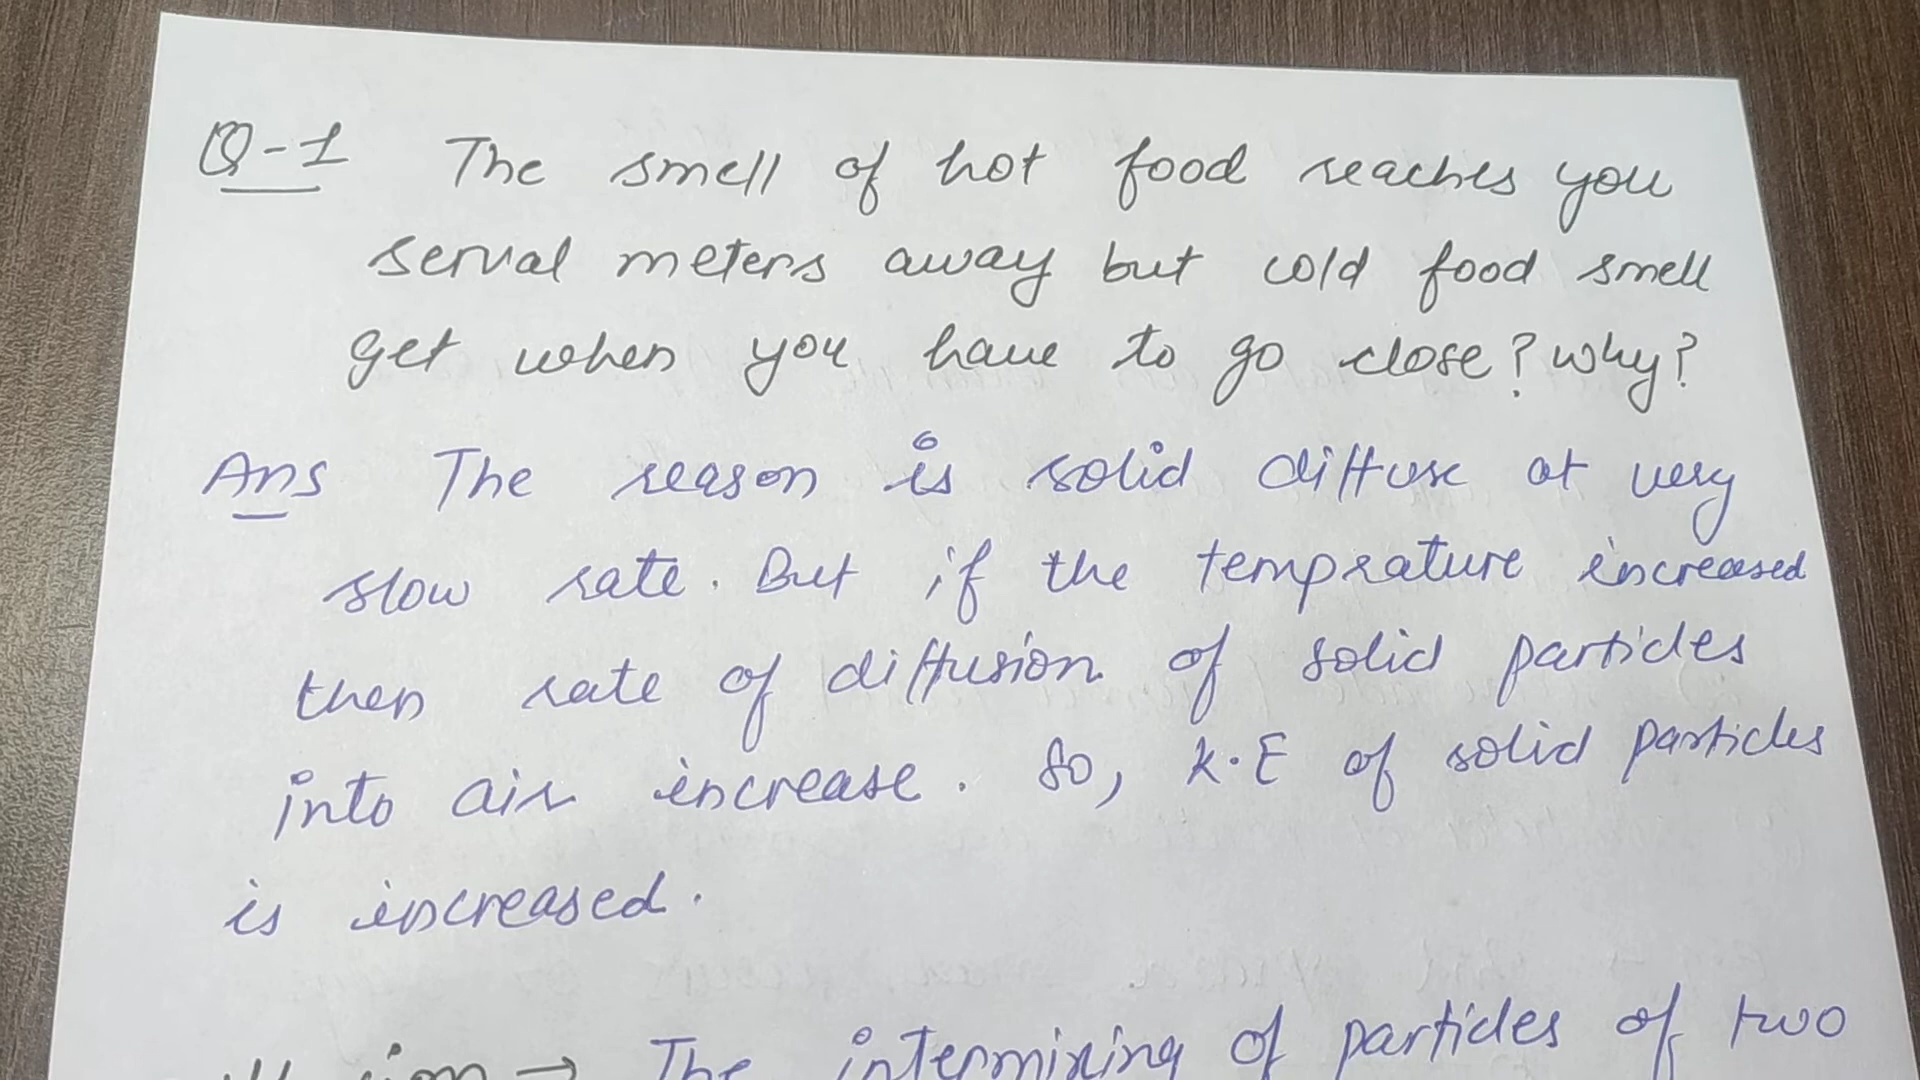 Q-1 The smell of hot food reaches you
serval meters away but cold food smell
get when you have to go close? why?
Ans The reason is solid diffuse at very
slow rate. But if the temprature increased
then rate of diffusion of solid particles
into air increase. So, K.E of solid particles
is increased.
→ The intermixing of particles of two